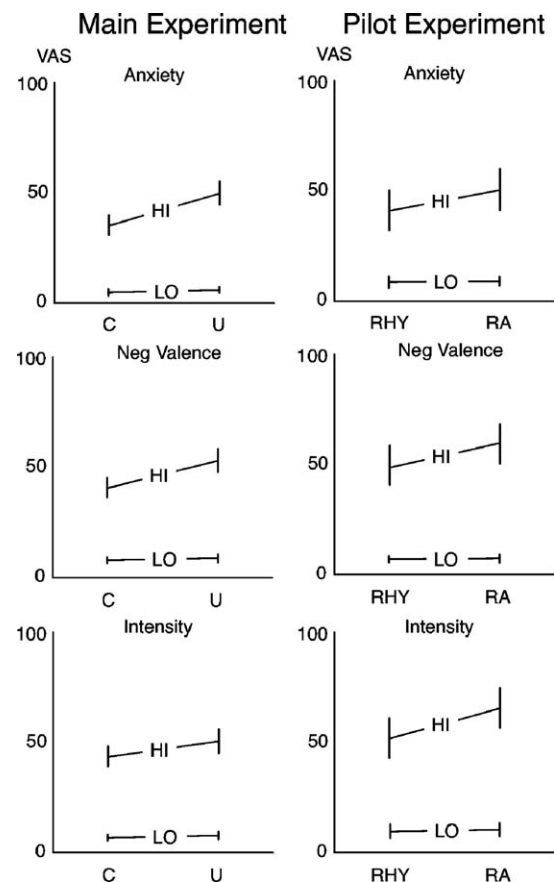 Main Experiment
Pilot Experiment
VAS
Anxiety
100
50
0
HI
LO
C U
Anxiety
100
50
0
HI
LO
RHY RA
Neg Valence
100
50
0
HI
LO
C U
Neg Valence
100
50
0
HI
LO
RHY RA
Intensity
100
50
0
HI
LO
C U
Intensity
100
50
0
HI
LO
RHY RA